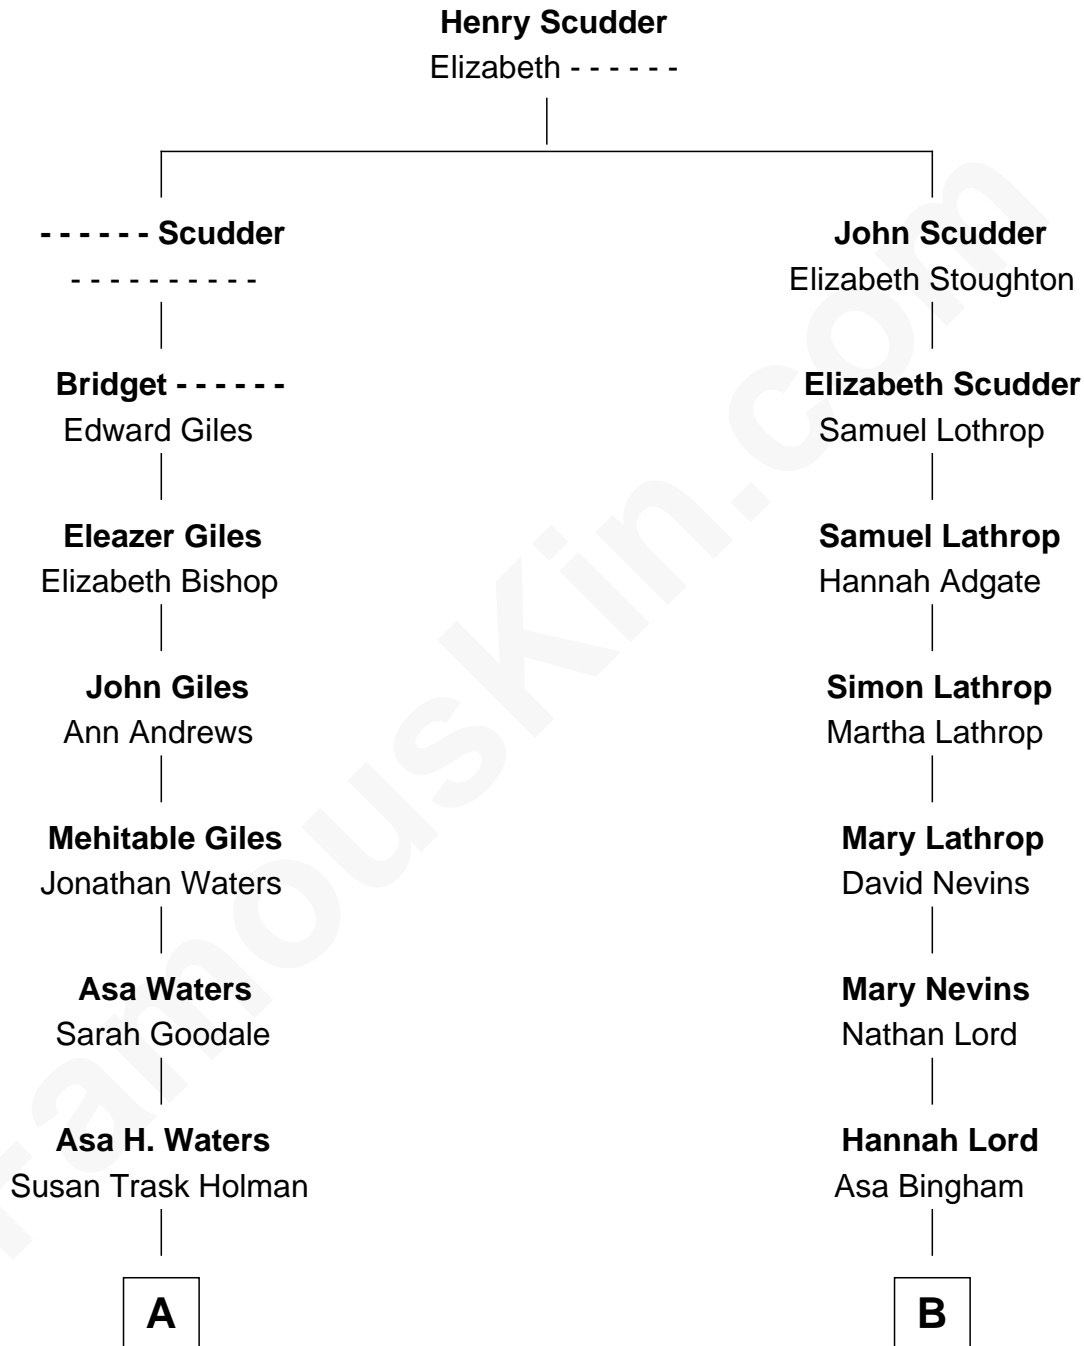 Henry Scudder
Elizabeth - - - - - -
- - - - - - Scudder
- - - - - - - - - -
Bridget - - - - - -
Edward Giles
Eleazer Giles
Elizabeth Bishop
John Giles
Ann Andrews
Mehitable Giles
Jonathan Waters
Asa Waters
Sarah Goodale
Asa H. Waters
Susan Trask Holman
A
John Scudder
Elizabeth Stoughton
Elizabeth Scudder
Samuel Lothrop
Samuel Lathrop
Hannah Adgate
Simon Lathrop
Martha Lathrop
Mary Lathrop
David Nevins
Mary Nevins
Nathan Lord
Hannah Lord
Asa Bingham
B
FamousKin.com